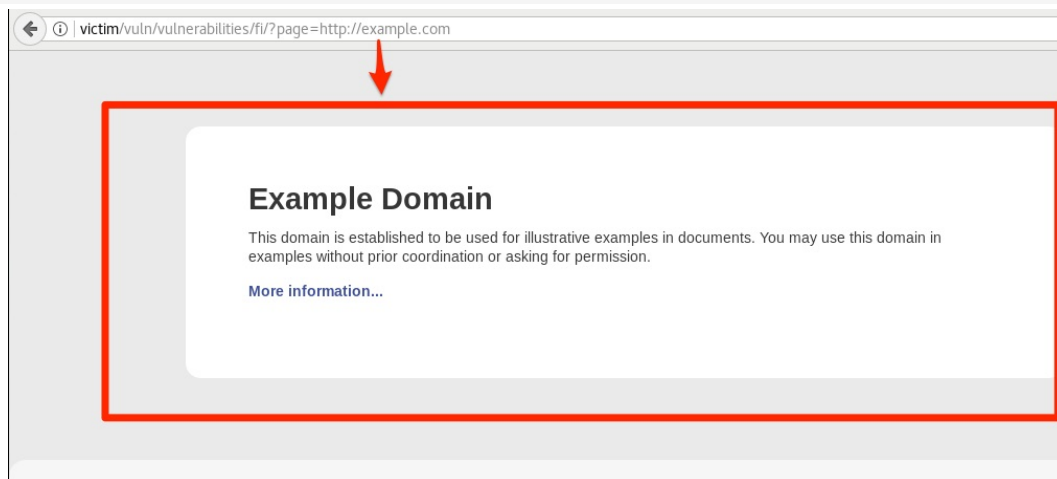 victim/vuln/vulnerabilities/fi/?page=http://example.com
Example Domain
This domain is established to be used for illustrative examples in documents. You may use this domain in
examples without prior coordination or asking for permission.
More information...